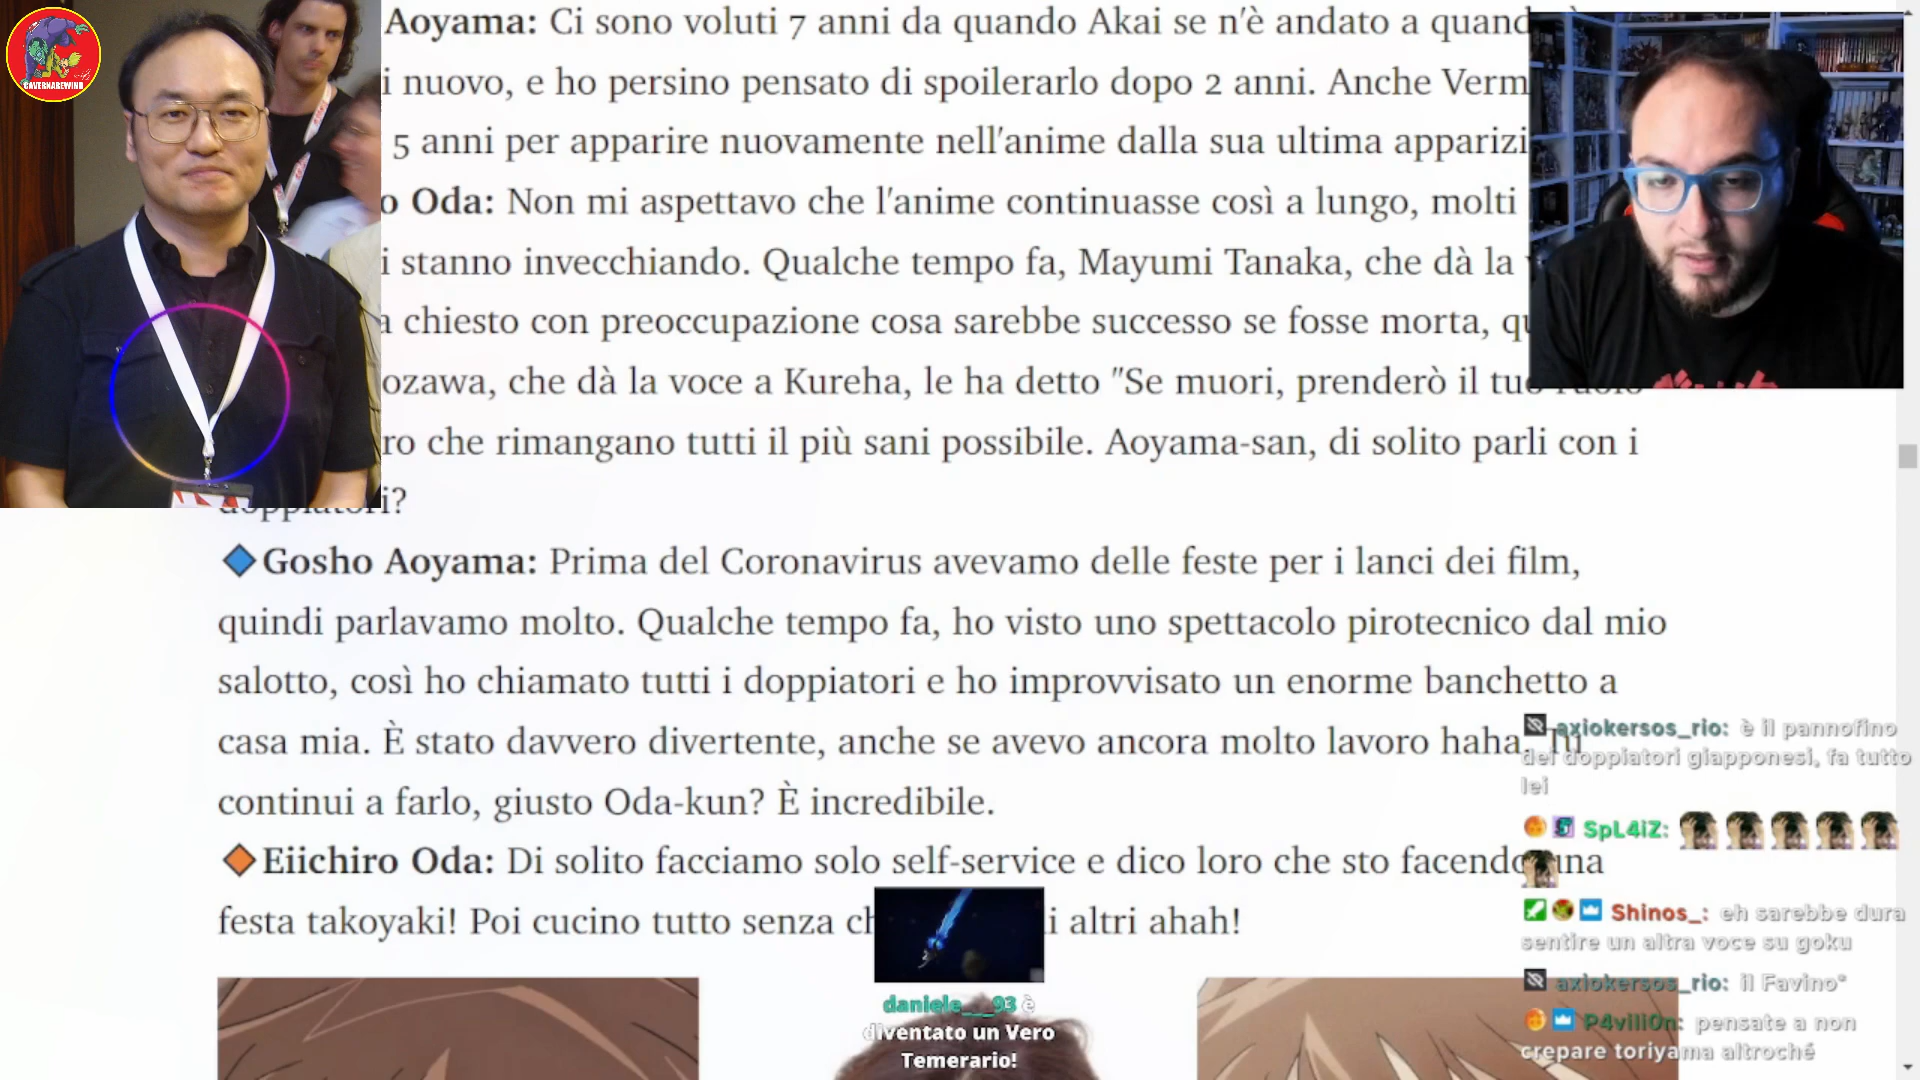 CAVERNAREWIND
Aoyama: Ci sono voluti 7 anni da quando Akai se n'è andato a quand
i nuovo, e ho persino pensato di spoilerarlo dopo 2 anni. Anche Verm
5 anni per apparire nuovamente nell'anime dalla sua ultima apparizi
o Oda: Non mi aspettavo che l'anime continuasse così a lungo, molti
i stanno invecchiando. Qualche tempo fa, Mayumi Tanaka, che dà la
a chiesto con preoccupazione cosa sarebbe successo se fosse morta, qu
ozawa, che dà la voce a Kureha, le ha detto "Se muori, prenderò il tuo ruolo
ro che rimangano tutti il più sani possibile. Aoyama-san, di solito parli con i
doppiatori?
Gosho Aoyama: Prima del Coronavirus avevamo delle feste per i lanci dei film,
quindi parlavamo molto. Qualche tempo fa, ho visto uno spettacolo pirotecnico dal mio
salotto, così ho chiamato tutti i doppiatori e ho improvvisato un enorme banchetto a
casa mia. È stato davvero divertente, anche se avevo ancora molto lavoro haha. Tu
continui a farlo, giusto Oda-kun? È incredibile.
Eiichiro Oda: Di solito facciamo solo self-service e dico loro che sto facendo una
festa takoyaki! Poi cucino tutto senza ch i altri ahah!
axiokersos_rio: è il pannofino
dei doppiatori giapponesi, fa tutto
lei
SpL4iZ:
Shinos_: eh sarebbe dura
sentire un altra voce su goku
axiokersos_rio: il Favino*
P4vili0n: pensate a non
crepare toriyama altroché
daniele___93 è
diventato un Vero
Temerario!